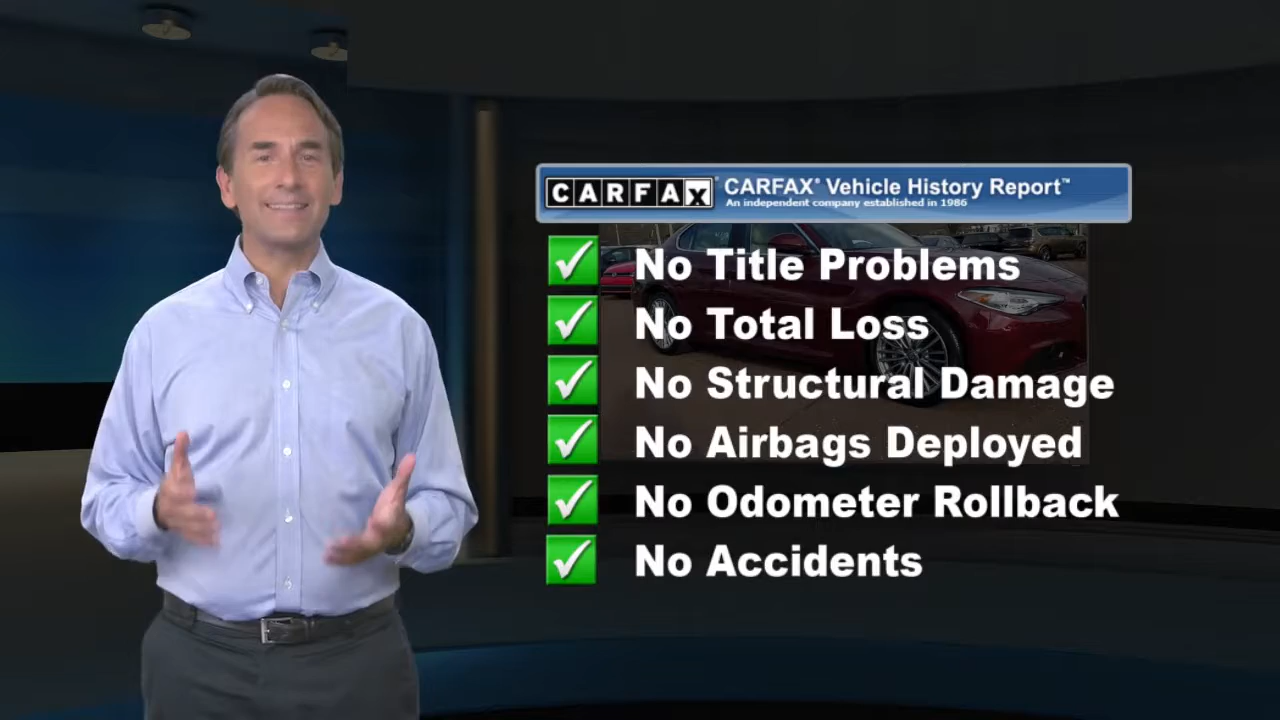 CARFAX
CARFAX® Vehicle History Report™
An independent company established in 1986
No Title Problems
No Total Loss
No Structural Damage
No Airbags Deployed
No Odometer Rollback
No Accidents